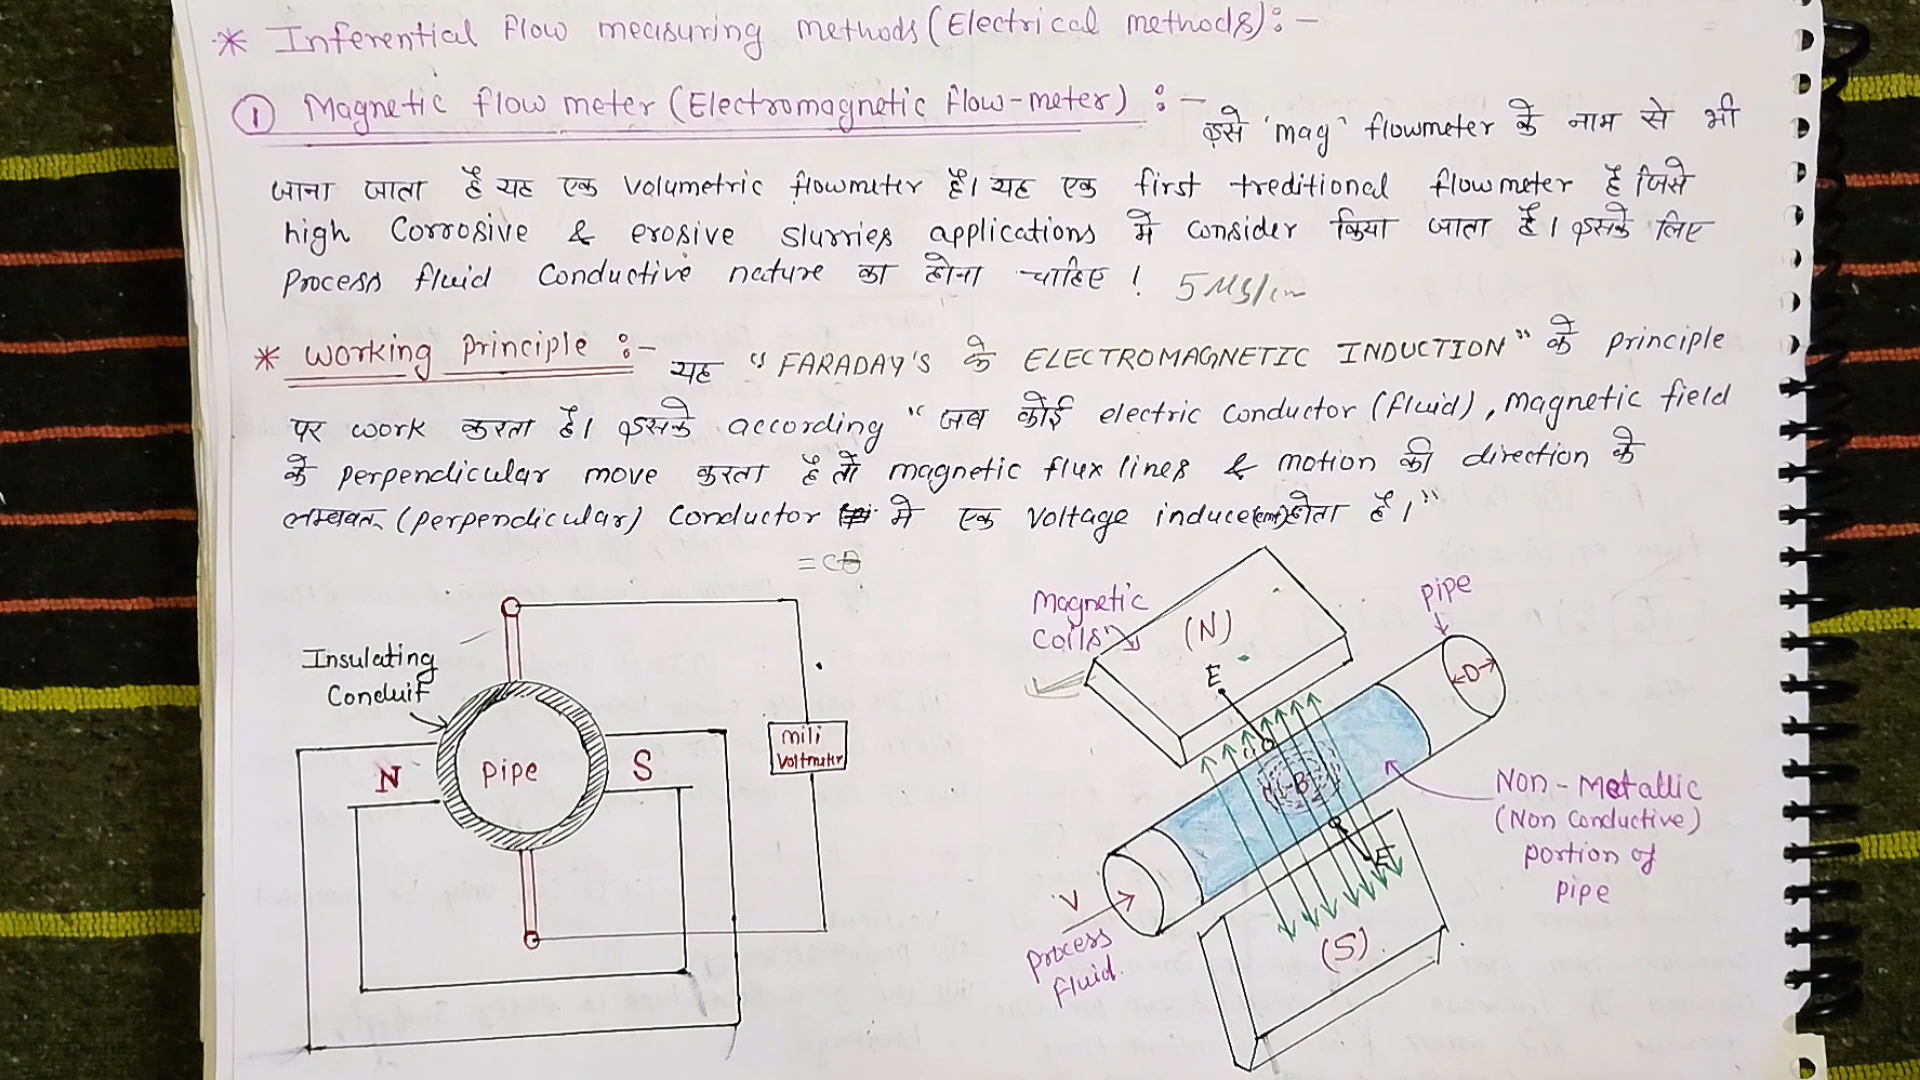 * Inferential Flow measuring methods (Electrical methods):-
① Magnetic flow meter (Electromagnetic Flow-meter) :- इसे 'mag' flowmeter के नाम से भी
जाना जाता है यह एक volumetric flowmeter है। यह एक first treditional flowmeter है जिसे
high Corrosive & erosive slurries applications मे consider किया जाता है। इसके लिए
Process fluid conductive nature का होना चाहिए ! 5 μs/cm
* Working Principle :- यह "FARADAY'S के ELECTROMAGNETIC INDUCTION" के principle
पर work करता है। इसके according "जब कोई electric conductor (fluid), magnetic field
के perpendicular move करता है तो magnetic flux lines & motion की direction के
लम्बवत (perpendicular) conductor मे एक voltage induce (emf) होता है।"
Insulating
Conduit
N
pipe
S
mili
voltmeter
Magnetic
coils
(N)
pipe
E
D
B
E
Non-Metallic
(Non conductive)
portion of
pipe
V
process
fluid
(S)